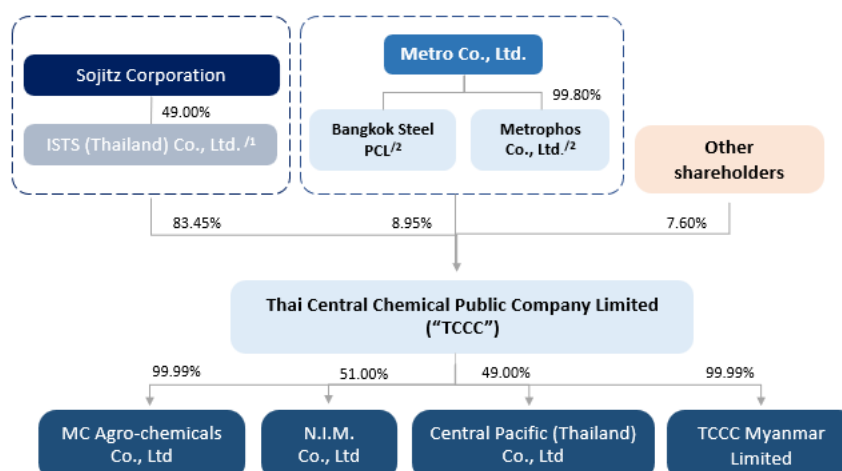 Sojitz Corporation
49.00%
ISTS (Thailand) Co., Ltd. /1
Metro Co., Ltd.
99.80%
Bangkok Steel
PCL/2
Metrophos
Co., Ltd./2
Other
shareholders
83.45%
8.95%
7.60%
Thai Central Chemical Public Company Limited
(“TCCC”)
99.99%
51.00%
49.00%
99.99%
MC Agro-chemicals
Co., Ltd
N.I.M.
Co., Ltd
Central Pacific (Thailand)
Co., Ltd
TCCC Myanmar
Limited